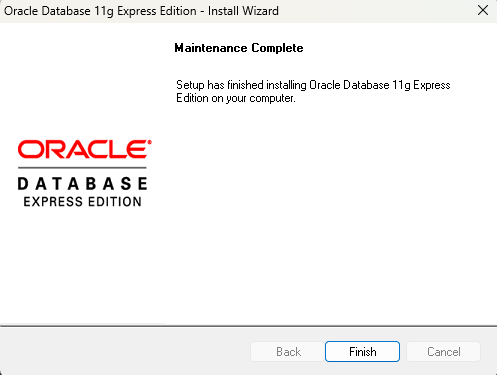 Oracle Database 11g Express Edition - Install Wizard
Maintenance Complete
Setup has finished installing Oracle Database 11g Express
Edition on your computer.
ORACLE®
DATABASE
EXPRESS EDITION
Back
Finish
Cancel